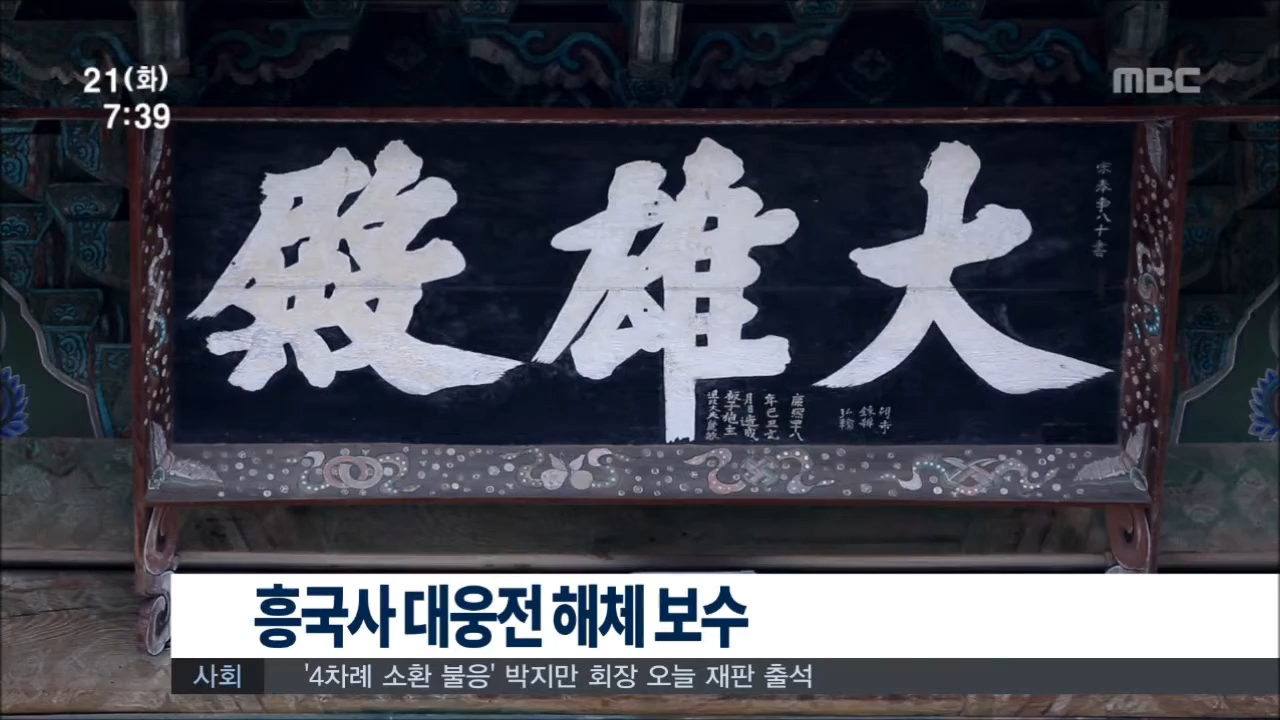 21(화)
7:39
MBC
大雄殿
흥국사 대웅전 해체 보수
사회
'4차례 소환 불응' 박지만 회장 오늘 재판 출석